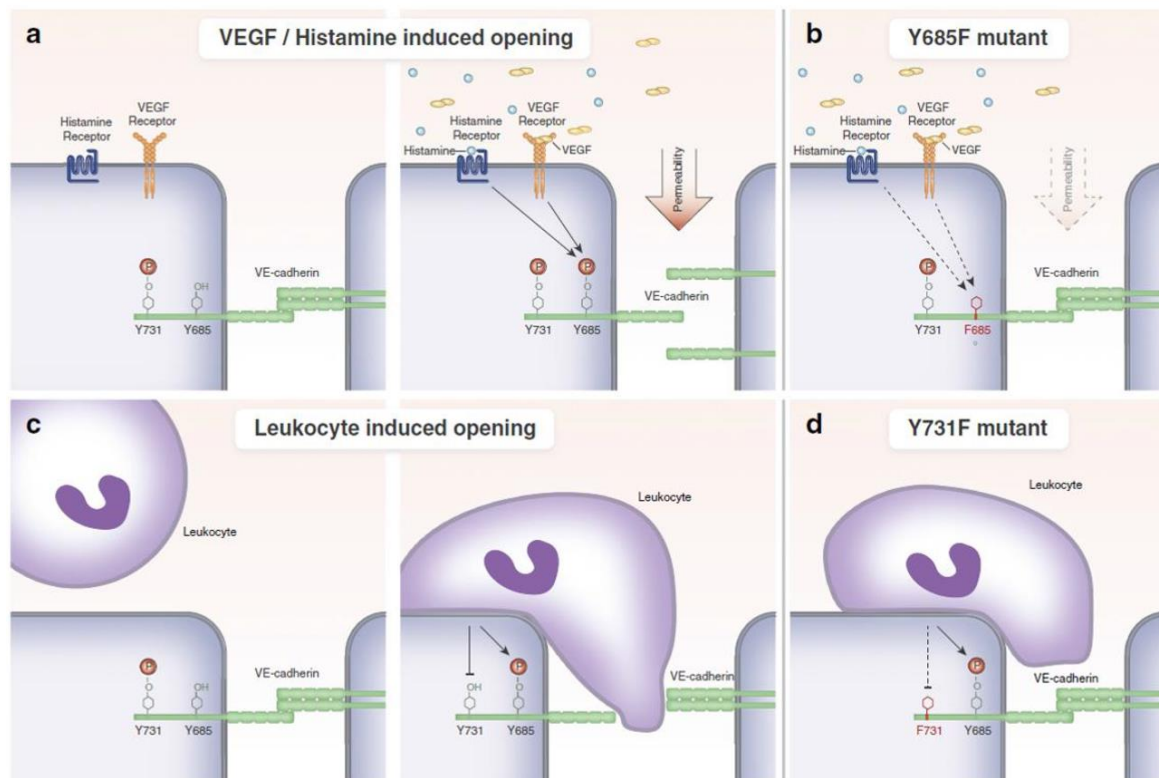 a
VEGF / Histamine induced opening
b
Y685F mutant
Histamine
Receptor
VEGF
Receptor
P
O
OH
Y731
Y685
VE-cadherin
Histamine
Receptor
VEGF
Receptor
Histamine
VEGF
Permeability
P
O
P
O
Y731
Y685
VE-cadherin
Histamine
Receptor
VEGF
Receptor
Histamine
VEGF
Permeability
P
O
Y731
F685
VE-cadherin
c
Leukocyte induced opening
d
Y731F mutant
Leukocyte
P
O
OH
Y731
Y685
VE-cadherin
Leukocyte
OH
P
O
Y731
Y685
VE-cadherin
Leukocyte
P
O
F731
Y685
VE-cadherin